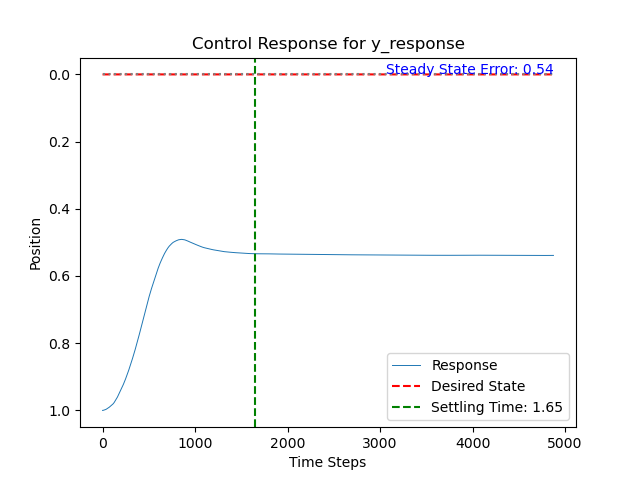 Control Response for y_response
Steady State Error: 0.54
0.0
0.2
0.4
0.6
0.8
1.0
Position
Response
Desired State
Settling Time: 1.65
0 1000 2000 3000 4000 5000
Time Steps